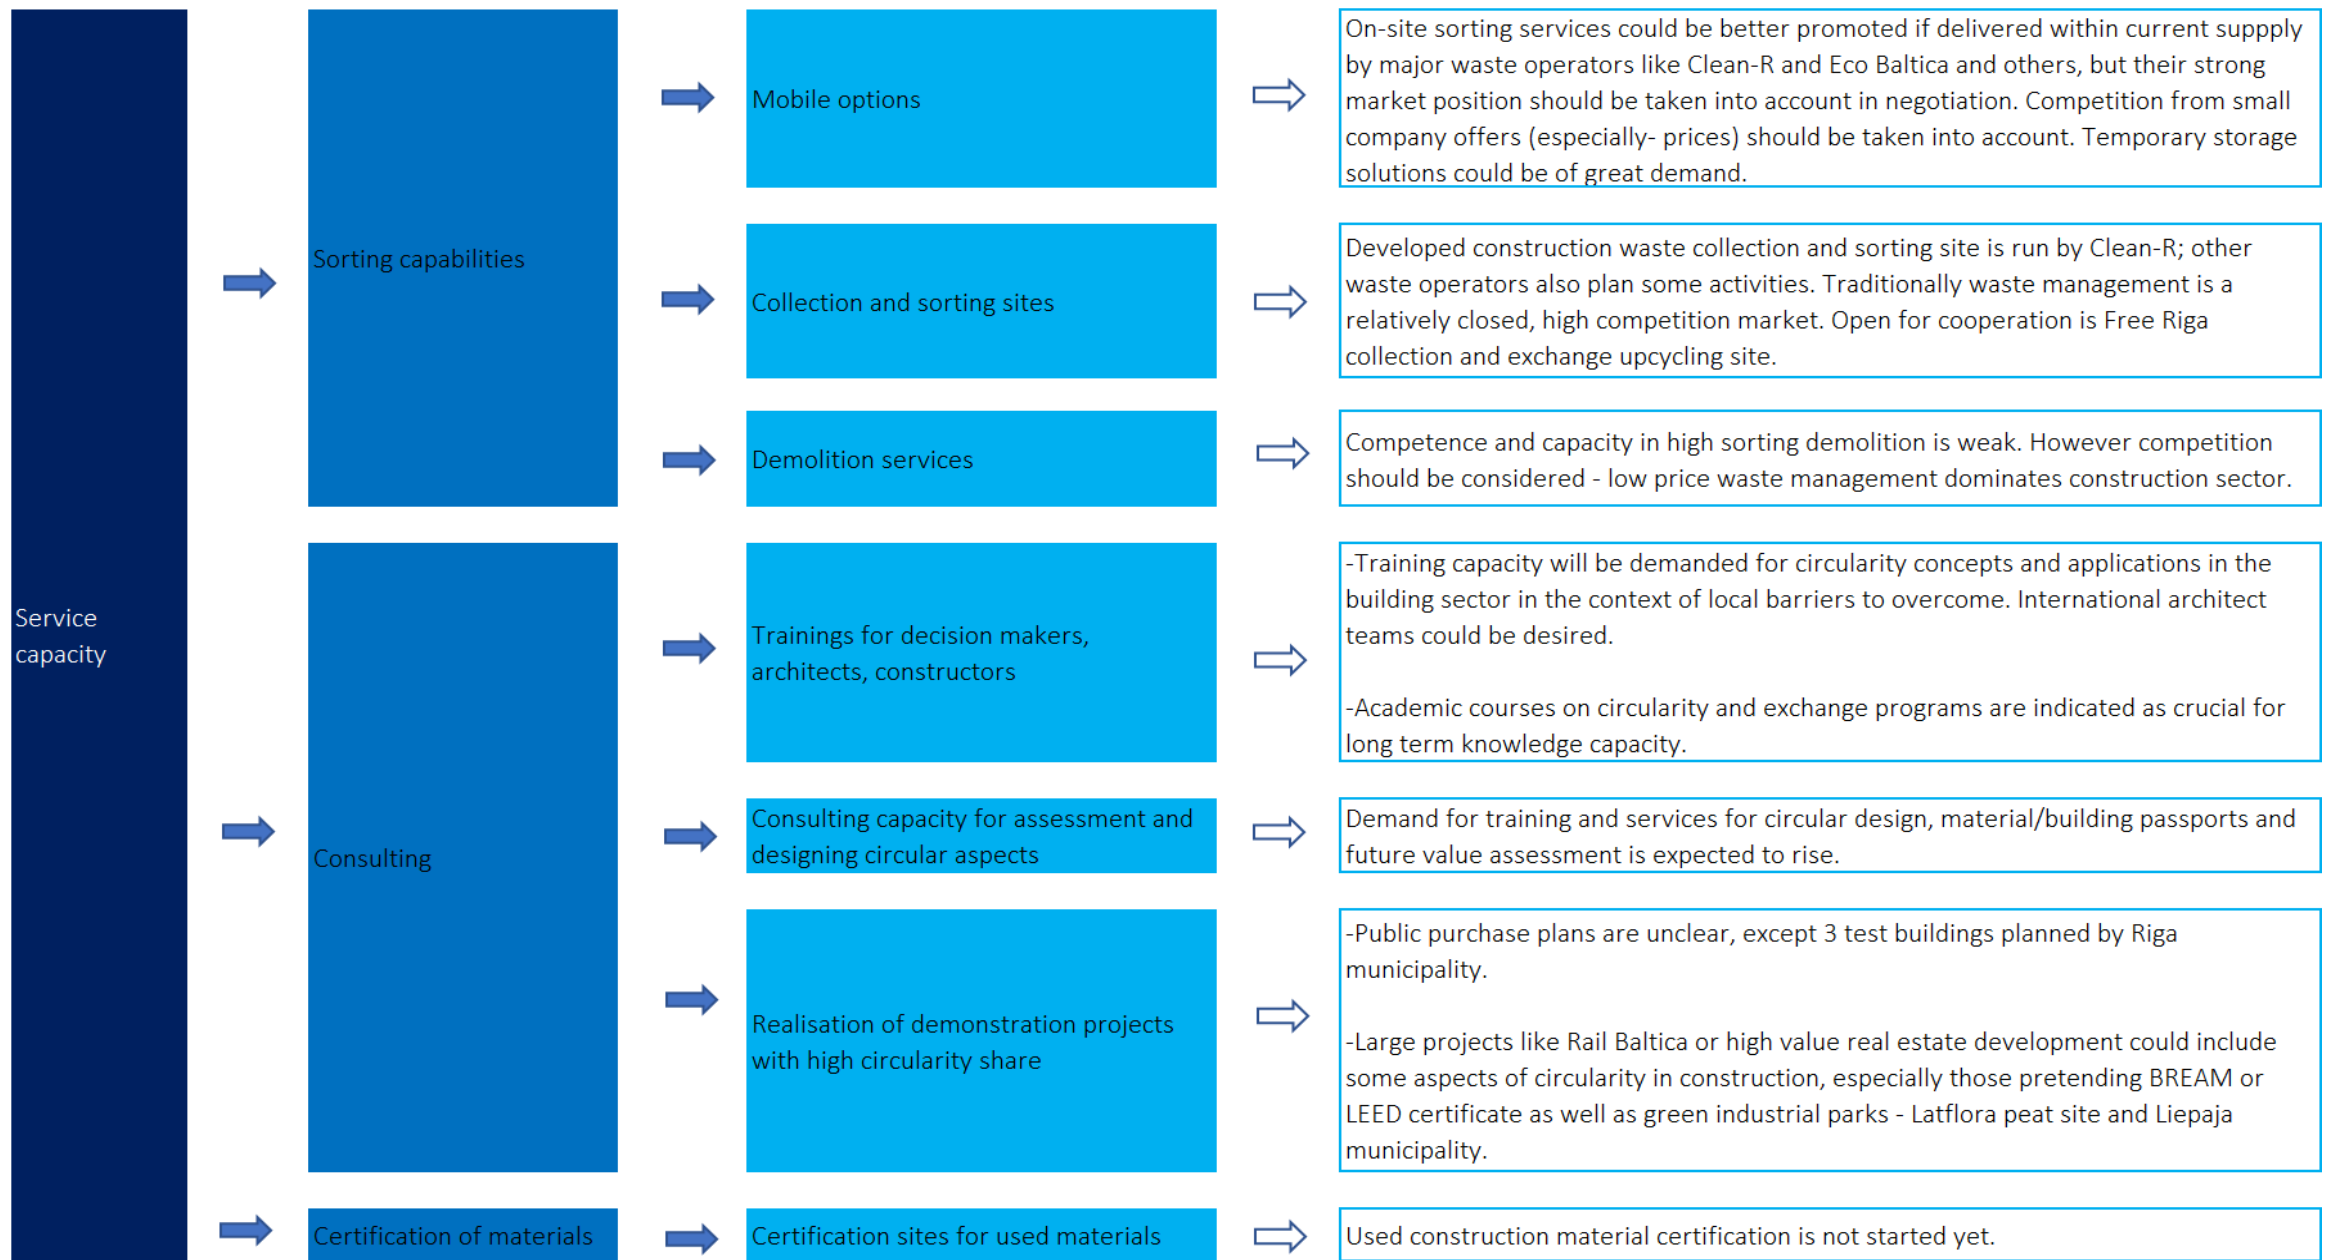 Service
capacity
Sorting capabilities
Mobile options
On-site sorting services could be better promoted if delivered within current suppply
by major waste operators like Clean-R and Eco Baltica and others, but their strong
market position should be taken into account in negotiation. Competition from small
company offers (especially- prices) should be taken into account. Temporary storage
solutions could be of great demand.
Collection and sorting sites
Developed construction waste collection and sorting site is run by Clean-R; other
waste operators also plan some activities. Traditionally waste management is a
relatively closed, high competition market. Open for cooperation is Free Riga
collection and exchange upcycling site.
Demolition services
Competence and capacity in high sorting demolition is weak. However competition
should be considered - low price waste management dominates construction sector.
Consulting
Trainings for decision makers,
architects, constructors
-Training capacity will be demanded for circularity concepts and applications in the
building sector in the context of local barriers to overcome. International architect
teams could be desired.
-Academic courses on circularity and exchange programs are indicated as crucial for
long term knowledge capacity.
Consulting capacity for assessment and
designing circular aspects
Demand for training and services for circular design, material/building passports and
future value assessment is expected to rise.
Realisation of demonstration projects
with high circularity share
-Public purchase plans are unclear, except 3 test buildings planned by Riga
municipality.
-Large projects like Rail Baltica or high value real estate development could include
some aspects of circularity in construction, especially those pretending BREAM or
LEED certificate as well as green industrial parks - Latflora peat site and Liepaja
municipality.
Certification of materials
Certification sites for used materials
Used construction material certification is not started yet.